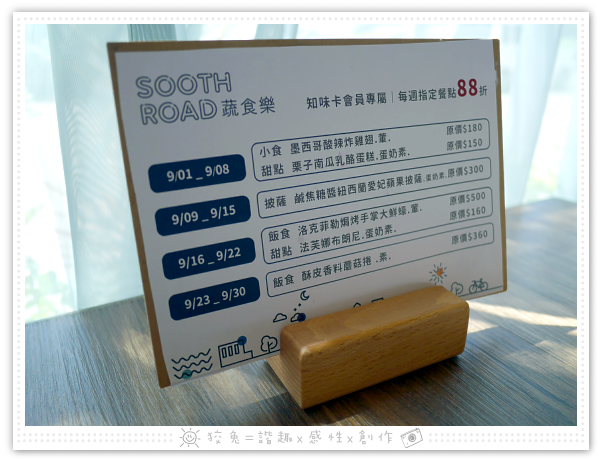 SOOTH
ROAD 蔬食樂
知味卡會員專屬｜每週指定餐點88折
9/01 _ 9/08
小食 墨西哥酸辣炸雞翅.葷. 原價$180
甜點 栗子南瓜乳酪蛋糕.蛋奶素. 原價$150
9/09 _ 9/15
披薩 鹹焦糖醬紐西蘭愛妃蘋果披薩.蛋奶素. 原價$300
9/16 _ 9/22
飯食 洛克菲勒焗烤手掌大鮮蠔.葷. 原價$500
甜點 法芙娜布朗尼.蛋奶素. 原價$160
9/23 _ 9/30
飯食 酥皮香料蘑菇捲 .素. 原價$360
狡兔=諧趣x感性x創作